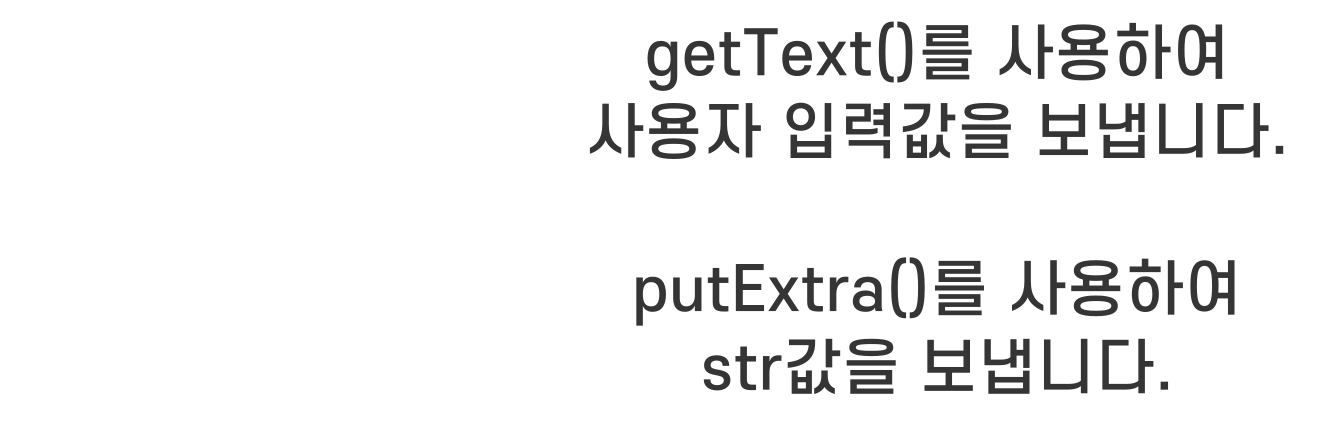 getText()를 사용하여
사용자 입력값을 보냅니다.
putExtra()를 사용하여
str값을 보냅니다.